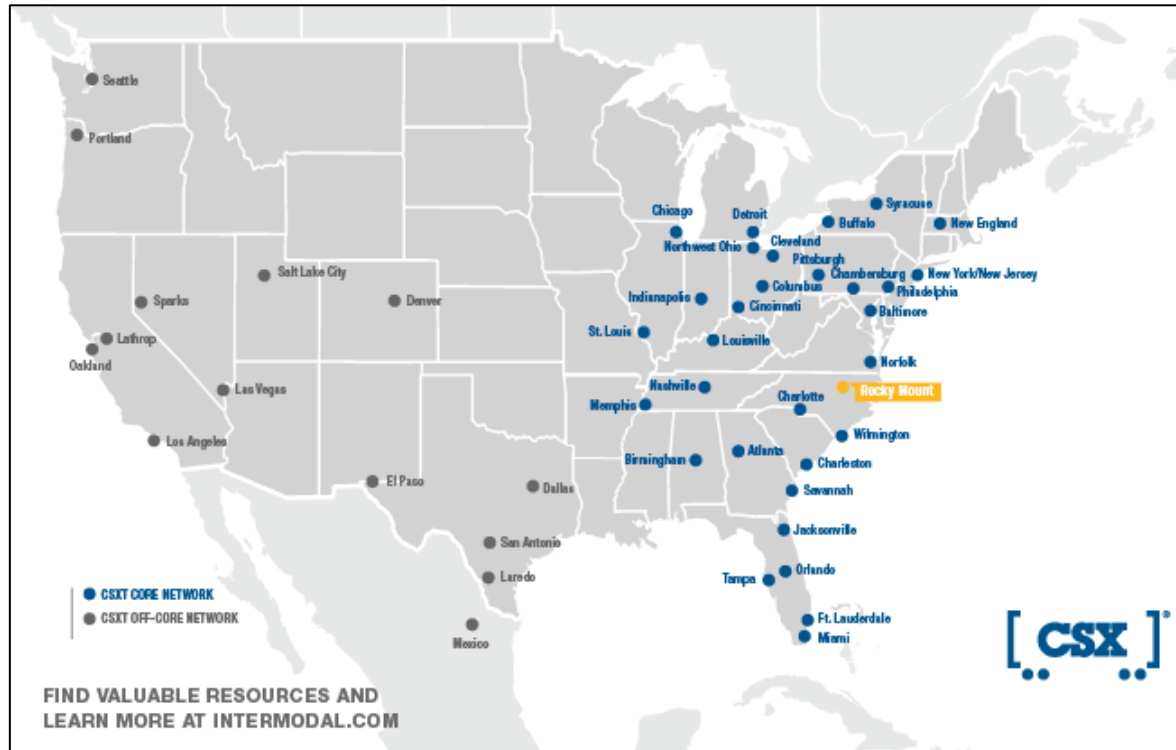 Seattle
Portland
Salt Lake City
Sparks
Denver
Lathrop
Oakland
Las Vegas
Los Angeles
El Paso
Dallas
San Antonio
Laredo
Mexico
Chicago
Detroit
Syracuse
Buffalo
New England
Northwest Ohio
Cleveland
Pittsburgh
Chambersburg
New York/New Jersey
Columbus
Philadelphia
Indianapolis
Cincinnati
Baltimore
St. Louis
Louisville
Norfolk
Nashville
Rocky Mount
Memphis
Charlotte
Wilmington
Birmingham
Atlanta
Charleston
Savannah
Jacksonville
Orlando
Tampa
Ft. Lauderdale
Miami
CSXT CORE NETWORK
CSXT OFF-CORE NETWORK
FIND VALUABLE RESOURCES AND
LEARN MORE AT INTERMODAL.COM
[CSX]®